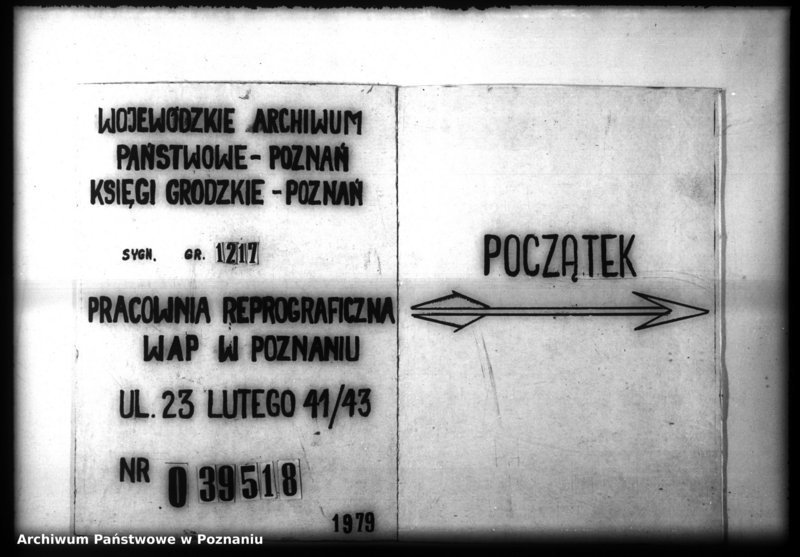 WOJEWÓDZKIE ARCHIWUM
PAŃSTWOWE - POZNAŃ
KSIĘGI GRODZKIE - POZNAŃ
SYGN. GR. 1217
PRACOWNIA REPROGRAFICZNA
WAP W POZNANIU
UL. 23 LUTEGO 41/43
NR 039518
1979
POCZĄTEK
Archiwum Państwowe w Poznaniu